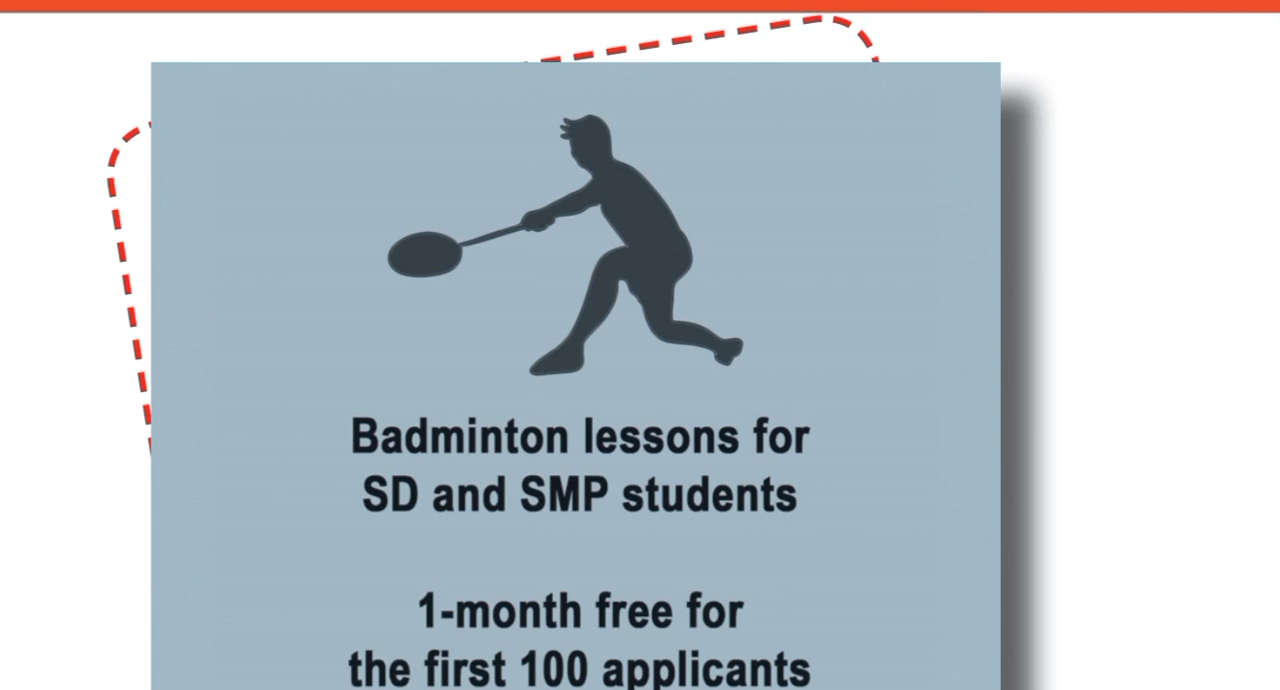 Badminton lessons for
SD and SMP students
1-month free for
the first 100 applicants